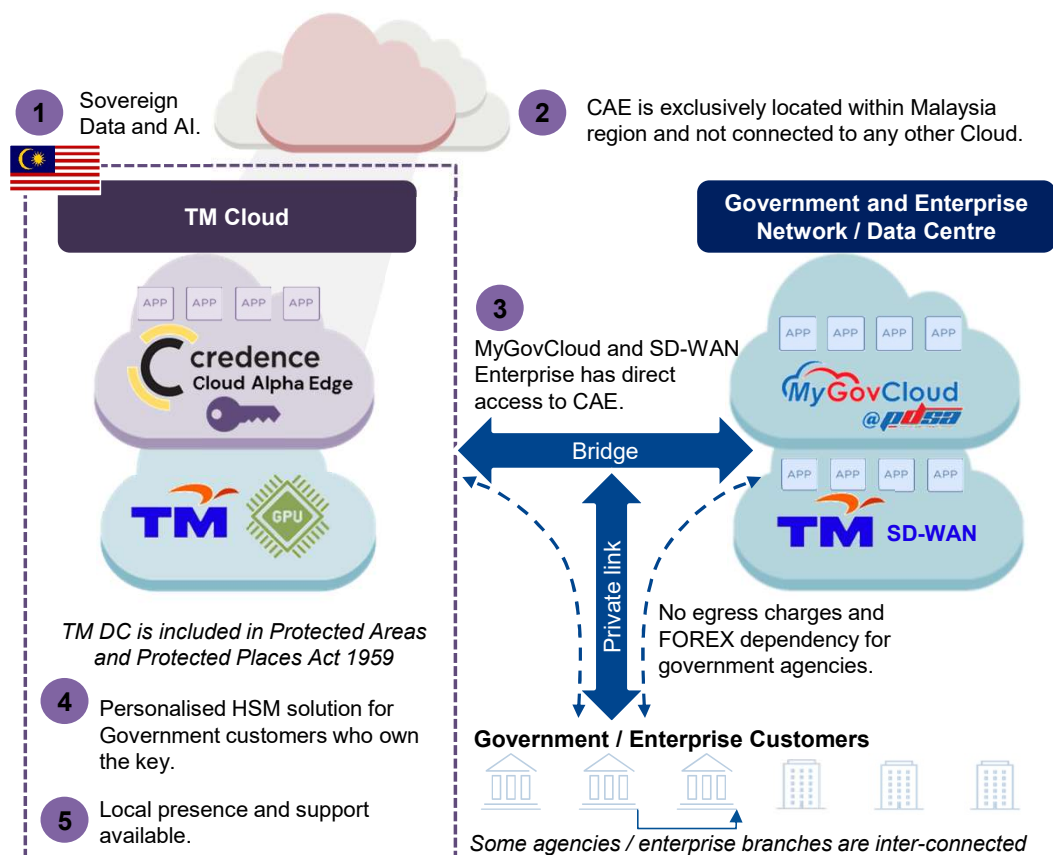 1
Sovereign
Data and AI.
2
CAE is exclusively located within Malaysia
region and not connected to any other Cloud.
TM Cloud
Government and Enterprise
Network / Data Centre
APP APP APP APP
credence
Cloud Alpha Edge
TM
GPU
TM DC is included in Protected Areas
and Protected Places Act 1959
3
MyGovCloud and SD-WAN
Enterprise has direct
access to CAE.
Bridge
Private link
APP APP APP APP
MyGovCloud
@pdsa
APP APP APP APP
TM SD-WAN
No egress charges and
FOREX dependency for
government agencies.
4
Personalised HSM solution for
Government customers who own
the key.
5
Local presence and support
available.
Government / Enterprise Customers
Some agencies / enterprise branches are inter-connected